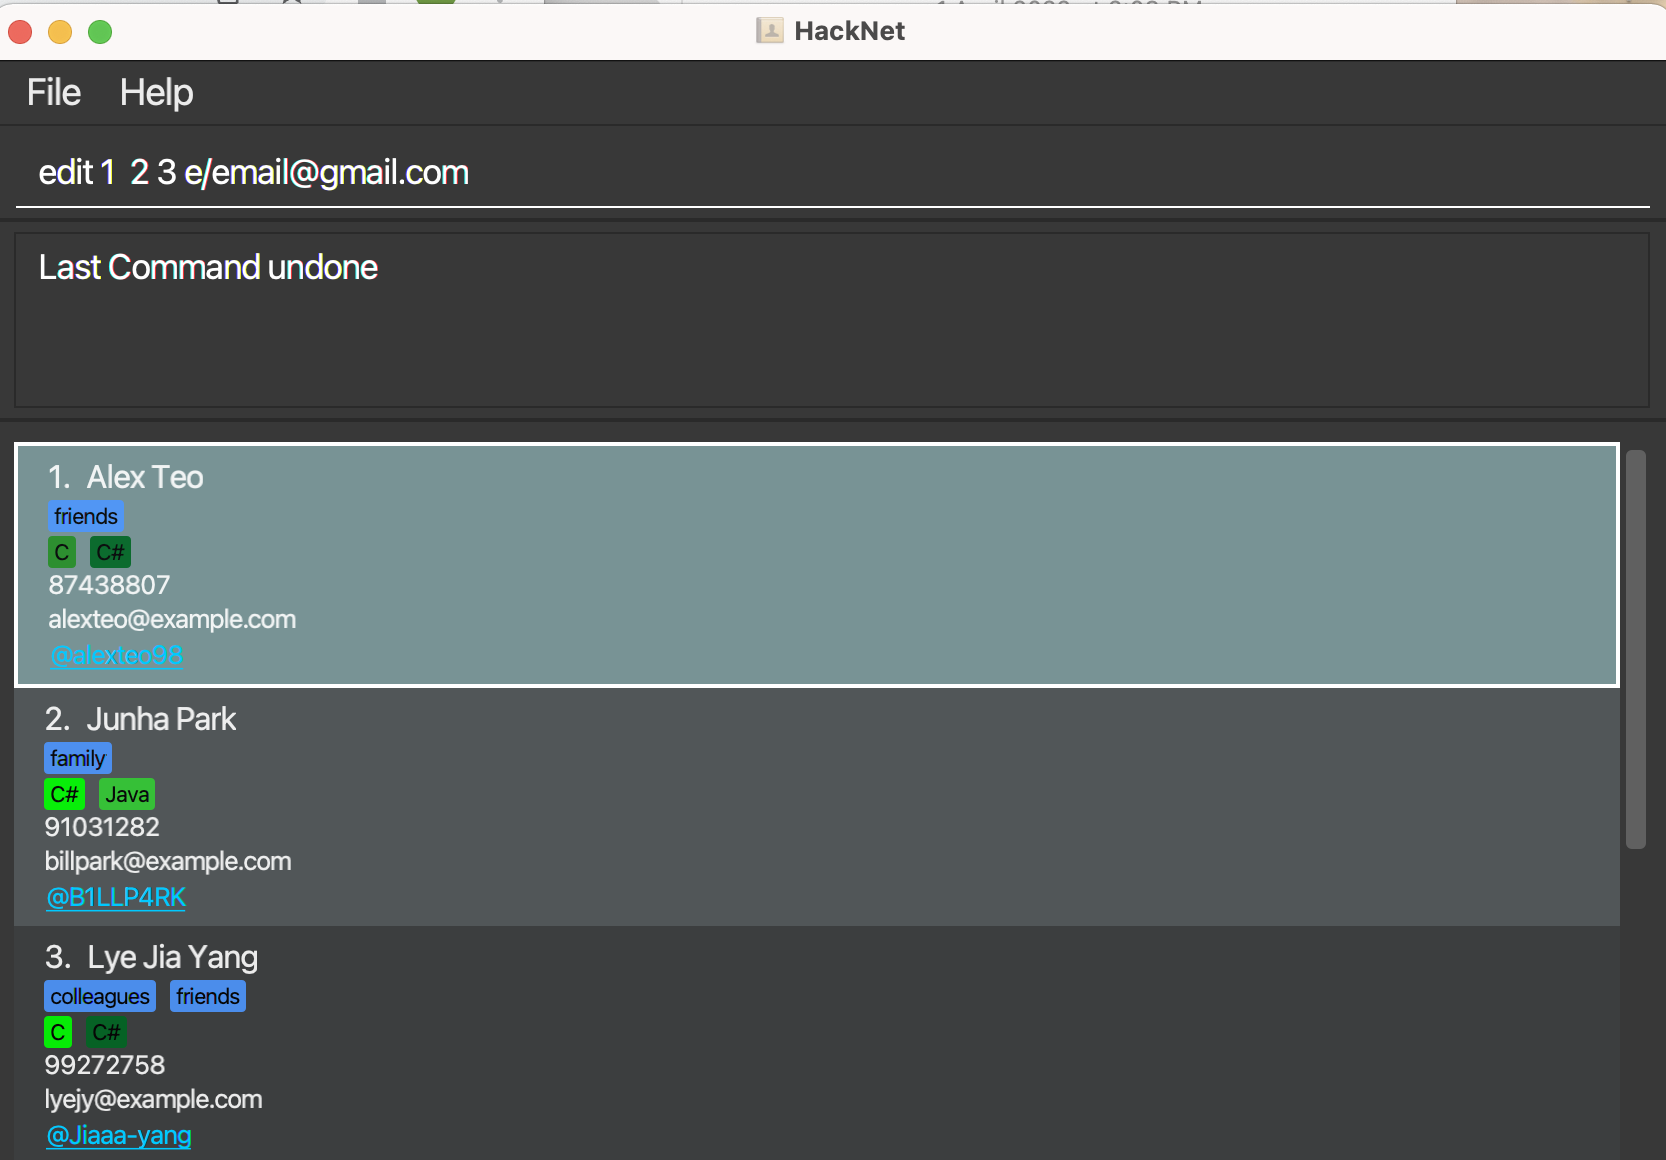 HackNet
File Help
edit 1  2 3 e/email@gmail.com
Last Command undone
1. Alex Teo
friends
C C#
87438807
alexteo@example.com
@alexteo98
2. Junha Park
family
C# Java
91031282
billpark@example.com
@B1LLP4RK
3. Lye Jia Yang
colleagues friends
C C#
99272758
lyejy@example.com
@Jiaaa-yang